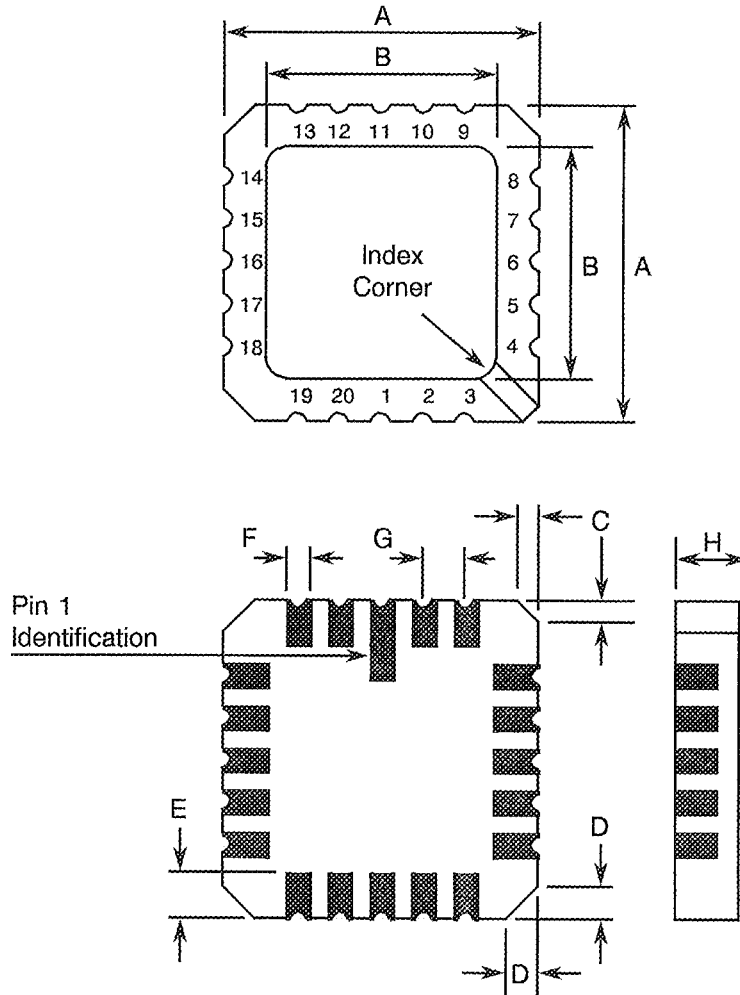 A
B
13 12 11 10 9
14 8
15 7
16 6
17 5
18 4
Index
Corner
B A
19 20 1 2 3
F G C H
Pin 1
Identification
E D
D